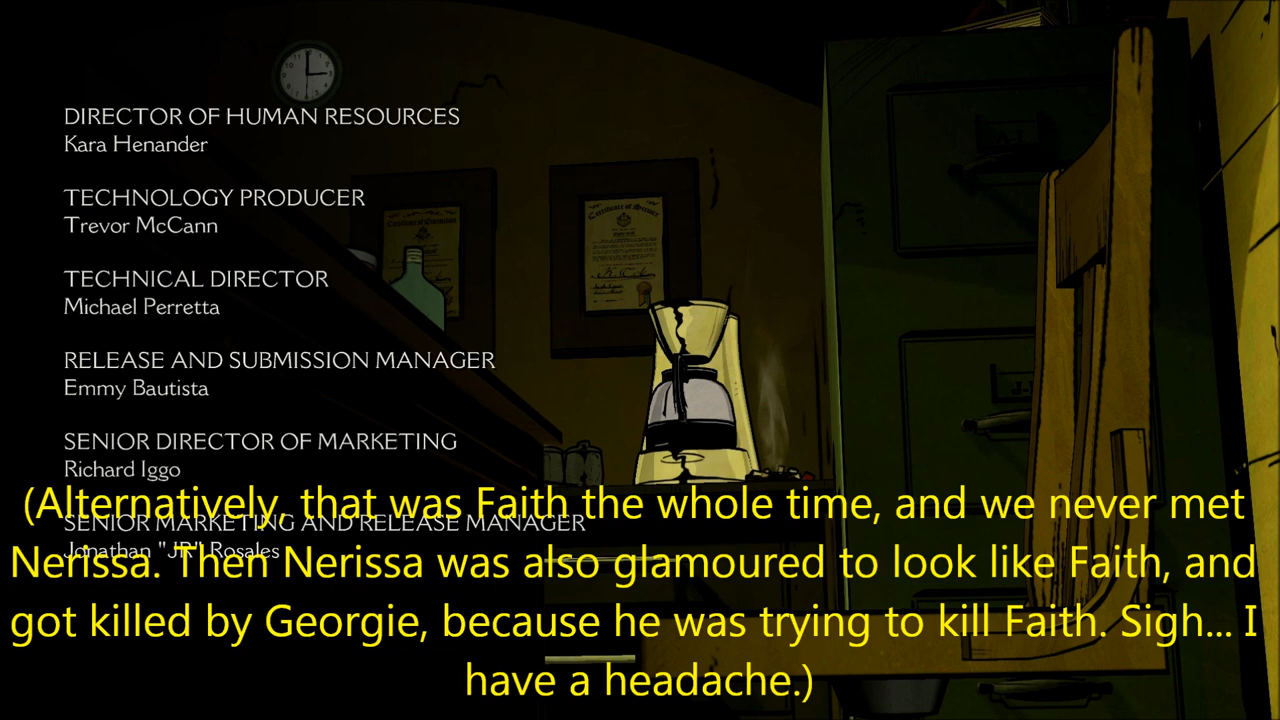 DIRECTOR OF HUMAN RESOURCES
Kara Henander
TECHNOLOGY PRODUCER
Trevor McCann
TECHNICAL DIRECTOR
Michael Perretta
RELEASE AND SUBMISSION MANAGER
Emmy Bautista
SENIOR DIRECTOR OF MARKETING
Richard Iggo
SENIOR MARKETING AND RELEASE MANAGER
Jonathan "JR" Rosales
(Alternatively, that was Faith the whole time, and we never met
Nerissa. Then Nerissa was also glamoured to look like Faith, and
got killed by Georgie, because he was trying to kill Faith. Sigh... I
have a headache.)